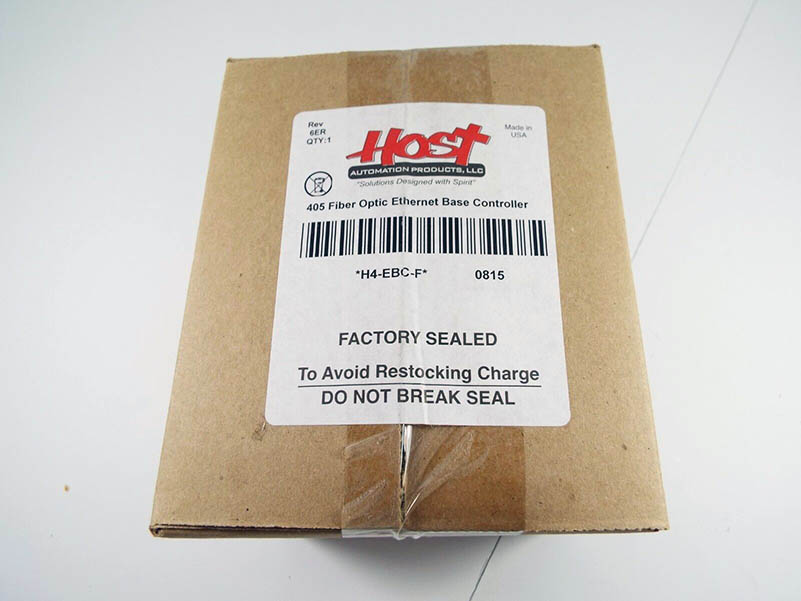 Rev
6ER
QTY:1
Host
AUTOMATION PRODUCTS, LLC
"Solutions Designed with Spirit"
Made in
USA
405 Fiber Optic Ethernet Base Controller
*H4-EBC-F* 0815
FACTORY SEALED
To Avoid Restocking Charge
DO NOT BREAK SEAL